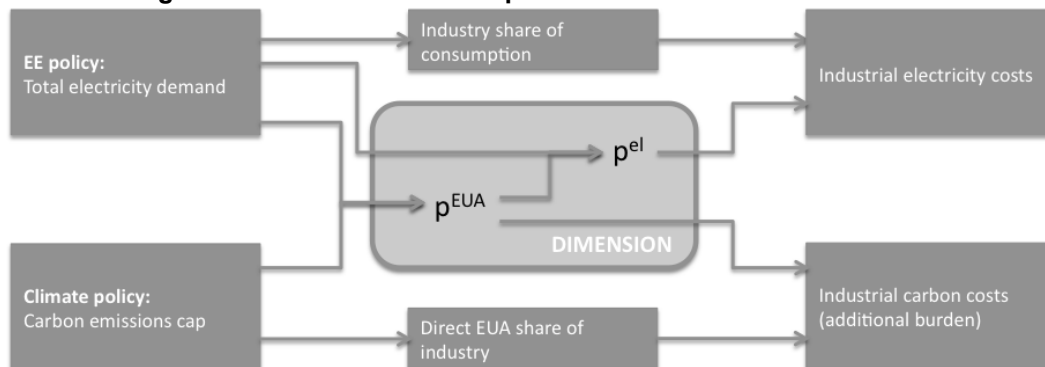 Industry share of
consumption
EE policy:
Total electricity demand
Industrial electricity costs
p^el
p^EUA
DIMENSION
Climate policy:
Carbon emissions cap
Direct EUA share of
industry
Industrial carbon costs
(additional burden)